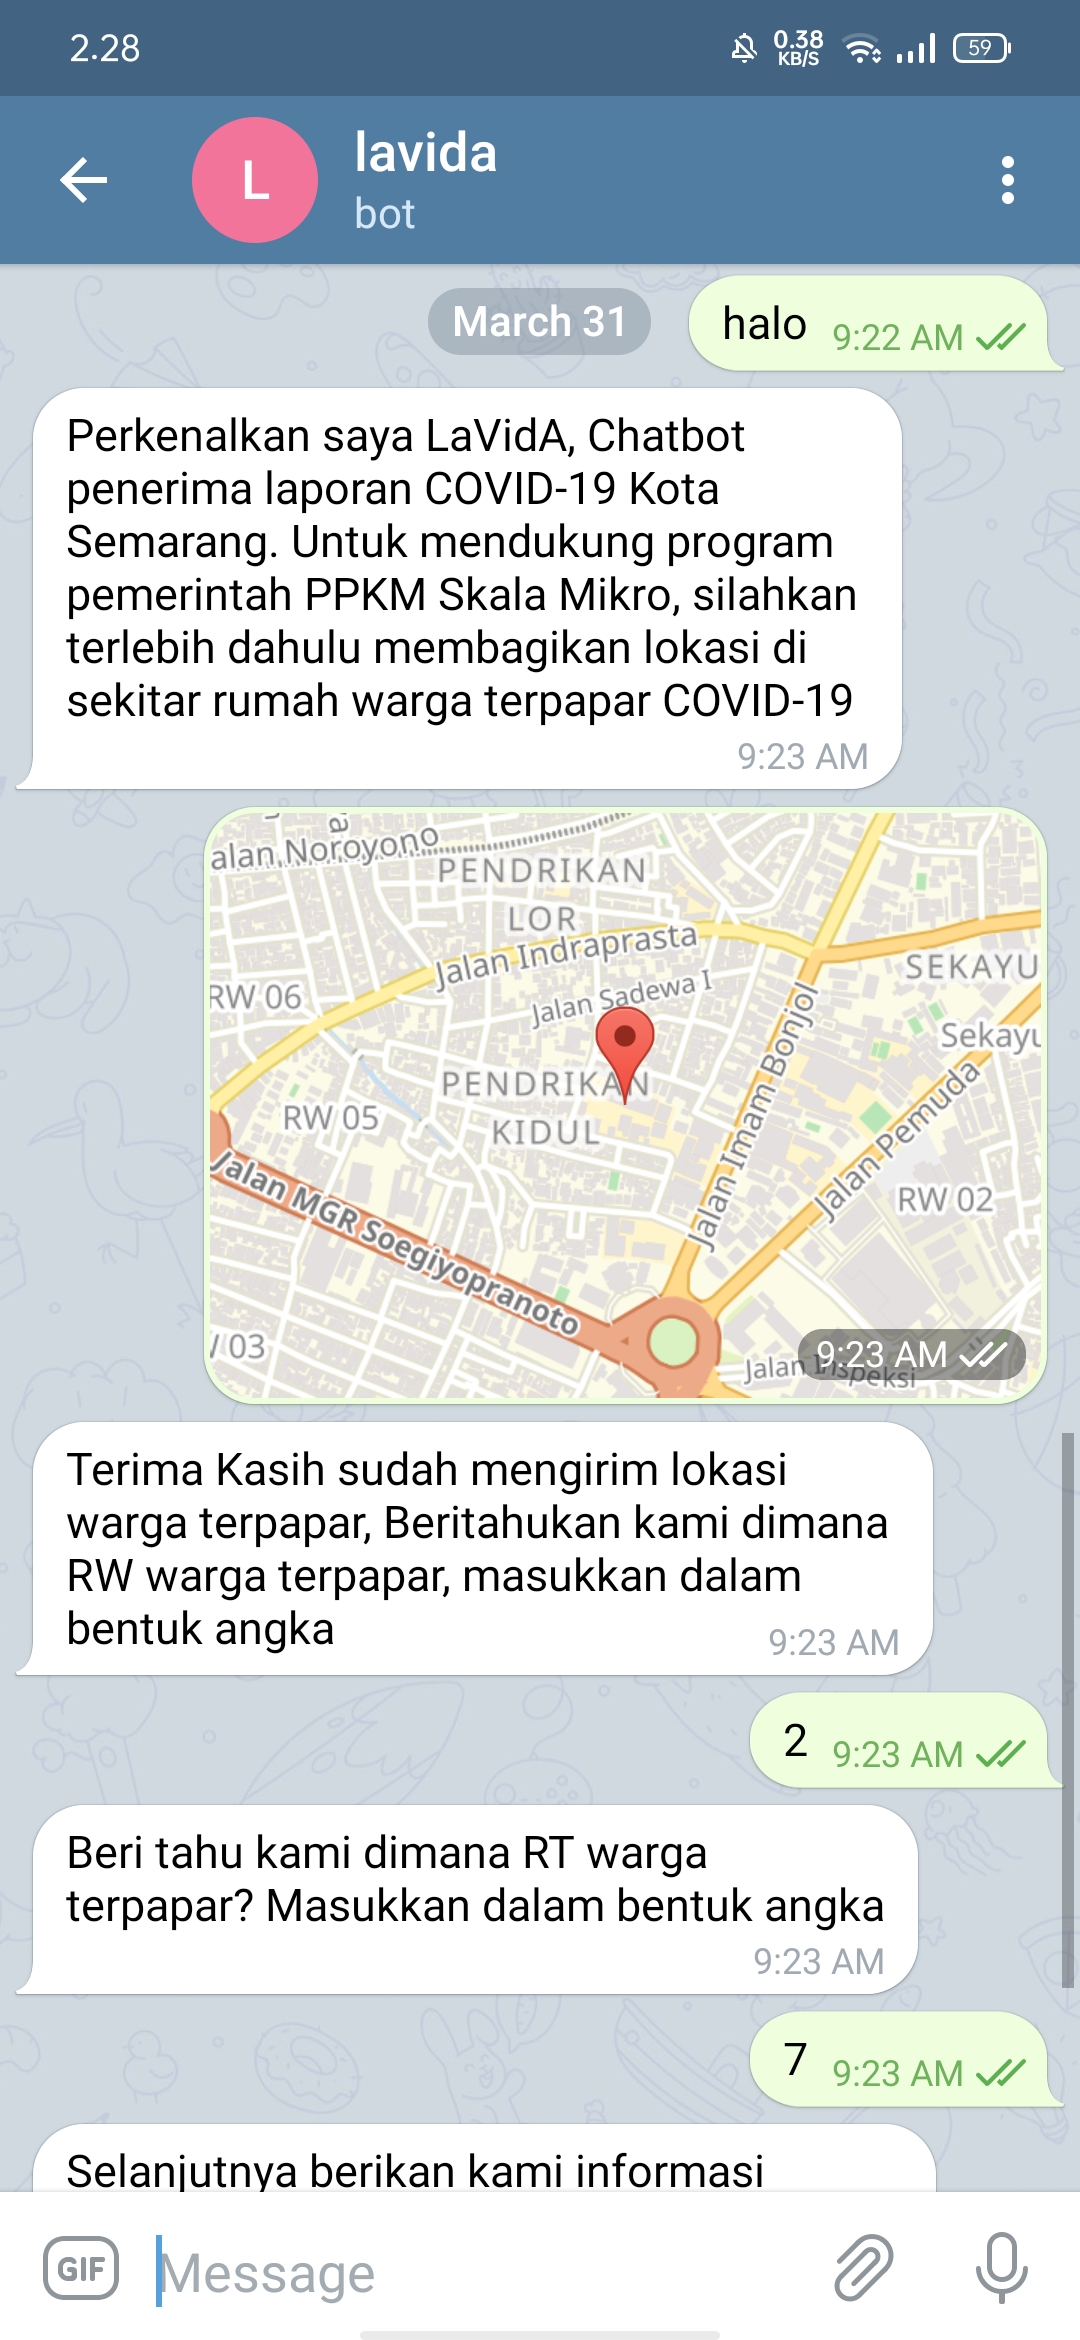 2.28
0.38
KB/S
59
L
lavida
bot
March 31
halo 9:22 AM
Perkenalkan saya LaVidA, Chatbot
penerima laporan COVID-19 Kota
Semarang. Untuk mendukung program
pemerintah PPKM Skala Mikro, silahkan
terlebih dahulu membagikan lokasi di
sekitar rumah warga terpapar COVID-19
9:23 AM
alan Noroyono
PENDRIKAN
LOR
Jalan Indraprasta
SEKAYU
RW 06
Jalan Sadewa I
Sekayu
PENDRIKAN
KIDUL
RW 05
Jalan Imam Bonjol
Jalan Pemuda
RW 02
Jalan MGR Soegiyopranoto
03
Jalan Inspeksi
9:23 AM
Terima Kasih sudah mengirim lokasi
warga terpapar, Beritahukan kami dimana
RW warga terpapar, masukkan dalam
bentuk angka
9:23 AM
2 9:23 AM
Beri tahu kami dimana RT warga
terpapar? Masukkan dalam bentuk angka
9:23 AM
7 9:23 AM
Selanjutnya berikan kami informasi
GIF
Message